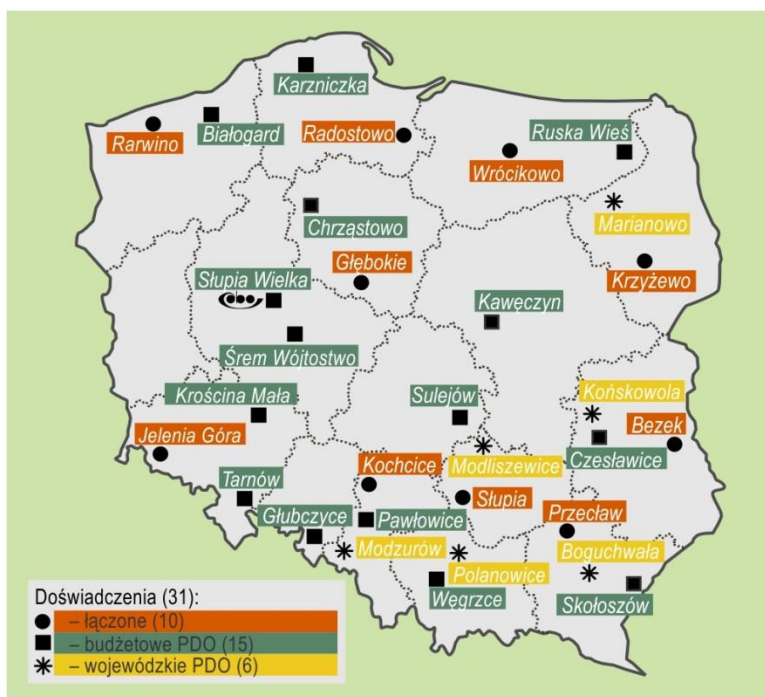 Karzniczka
Białogard
Rarwino
Radostowo
Ruska Wieś
Wrócikowo
Marianowo
Chrząstowo
Głębokie
Krzyżewo
Słupia Wielka
Kawęczyn
Śrem Wójtostwo
Krościna Mała
Sulejów
Końskowola
Bezek
Jelenia Góra
Modliszewice
Czesławice
Kochcice
Tarnów
Słupia
Przecław
Głubczyce
Pawłowice
Modzurów
Polanowice
Boguchwała
Węgrzce
Skołoszów
Doświadczenia (31):
– łączone (10)
– budżetowe PDO (15)
– wojewódzkie PDO (6)